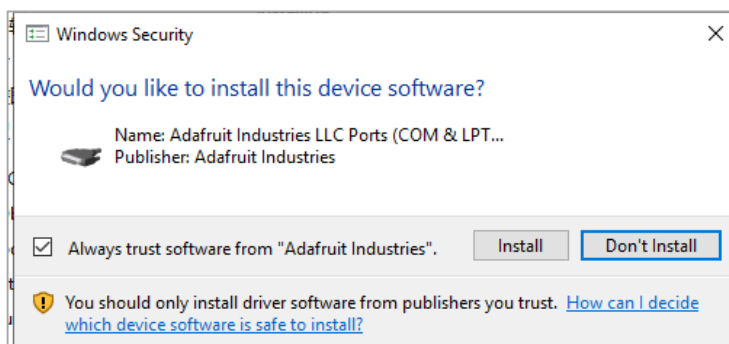 Windows Security
Would you like to install this device software?
Name: Adafruit Industries LLC Ports (COM & LPT...
Publisher: Adafruit Industries
Always trust software from "Adafruit Industries".
Install
Don't Install
You should only install driver software from publishers you trust. How can I decide
which device software is safe to install?